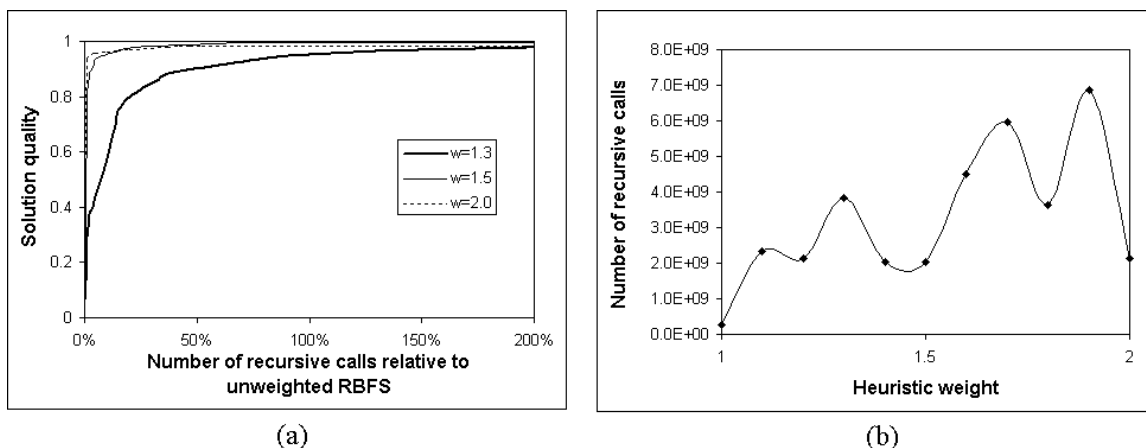 Solution quality
1
0.8
0.6
0.4
0.2
0
0%
50%
100%
150%
200%
Number of recursive calls relative to
unweighted RBFS
w=1.3
w=1.5
w=2.0
(a)
Number of recursive calls
8.0E+09
7.0E+09
6.0E+09
5.0E+09
4.0E+09
3.0E+09
2.0E+09
1.0E+09
0.0E+00
1
1.5
2
Heuristic weight
(b)